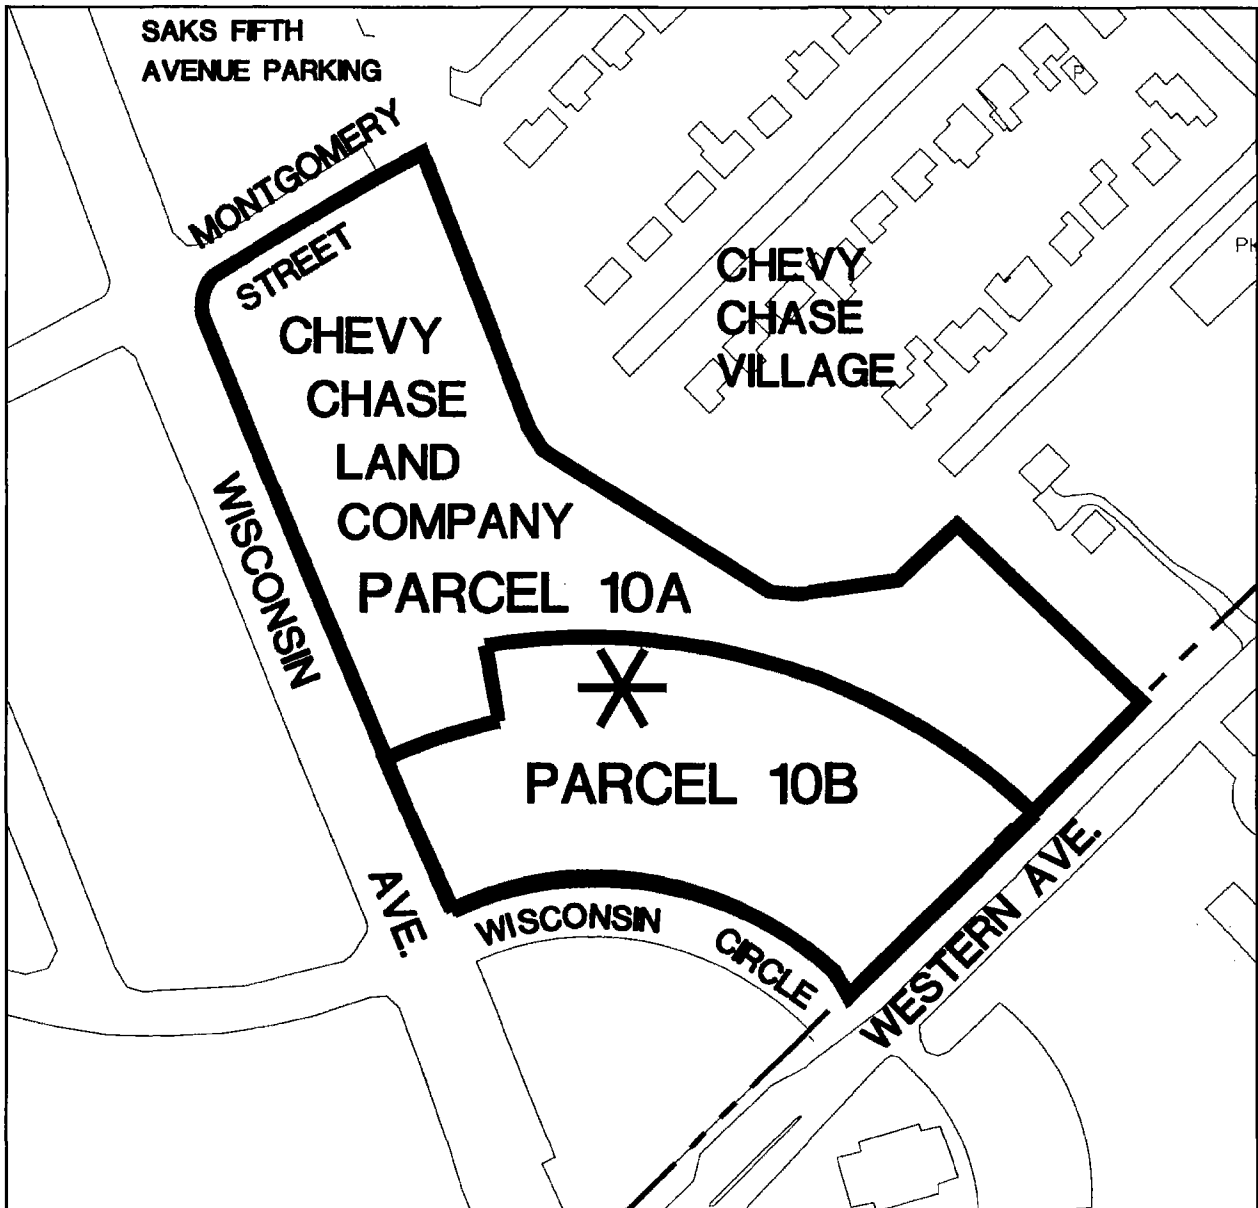 SAKS FIFTH
AVENUE PARKING
MONTGOMERY
STREET
P
PK
CHEVY
CHASE
VILLAGE
CHEVY
CHASE
LAND
COMPANY
PARCEL 10A
WISCONSIN
AVE.
PARCEL 10B
WISCONSIN
CIRCLE
WESTERN AVE.